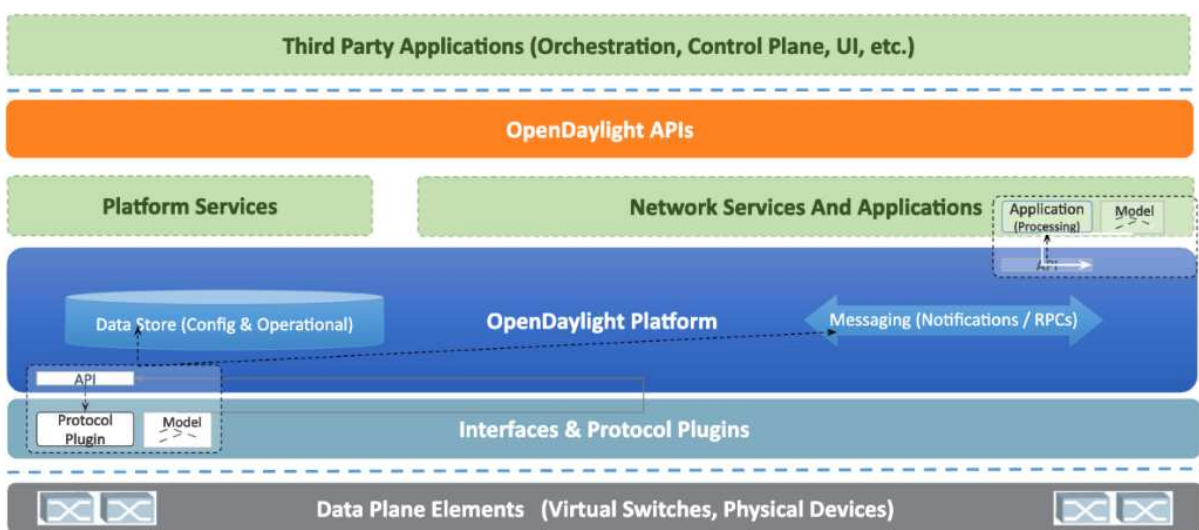 Third Party Applications (Orchestration, Control Plane, UI, etc.)
OpenDaylight APIs
Platform Services
Network Services And Applications
Application
(Processing)
Model
API
Data Store (Config & Operational)
OpenDaylight Platform
Messaging (Notifications / RPCs)
API
Protocol
Plugin
Model
Interfaces & Protocol Plugins
Data Plane Elements (Virtual Switches, Physical Devices)